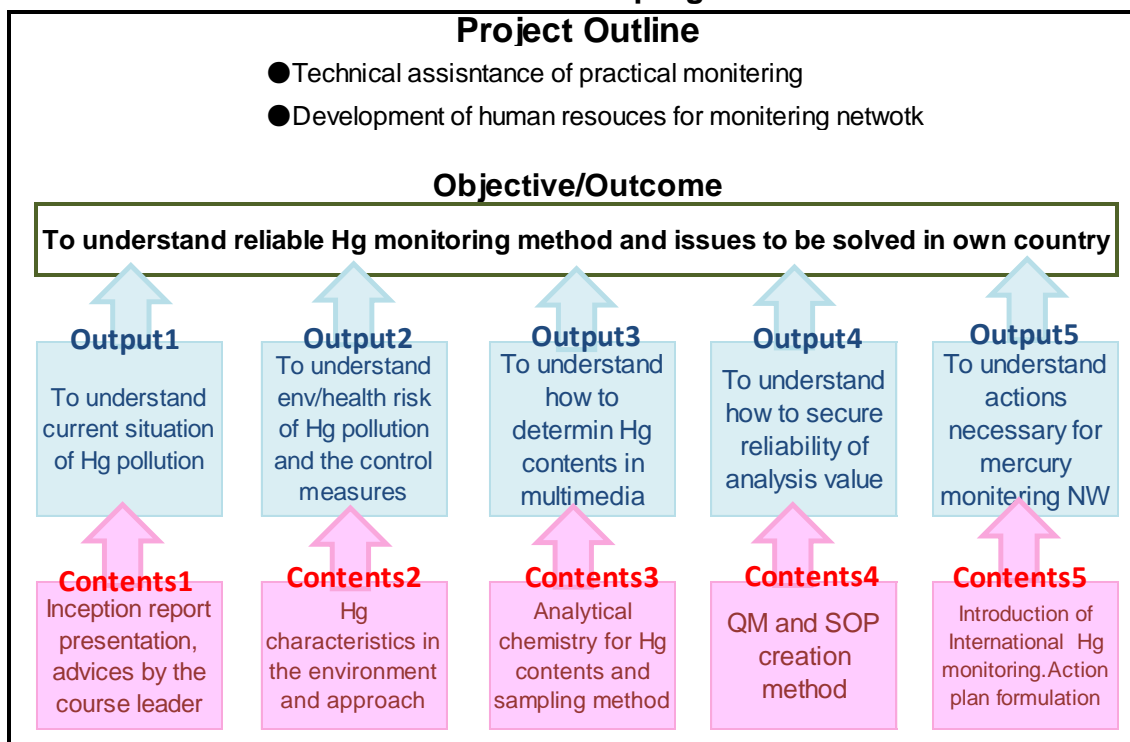 Project Outline
●Technical assisntance of practical monitering
●Development of human resouces for monitering netwotk
Objective/Outcome
To understand reliable Hg monitoring method and issues to be solved in own country
Output1
To understand
current situation
of Hg pollution
Output2
To understand
env/health risk
of Hg pollution
and the control
measures
Output3
To understand
how to
determin Hg
contents in
multimedia
Output4
To understand
how to secure
reliability of
analysis value
Output5
To understand
actions
necessary for
mercury
monitering NW
Contents1
Inception report
presentation,
advices by the
course leader
Contents2
Hg
characteristics in
the environment
and approach
Contents3
Analytical
chemistry for Hg
contents and
sampling method
Contents4
QM and SOP
creation
method
Contents5
Introduction of
International Hg
monitoring.Action
plan formulation